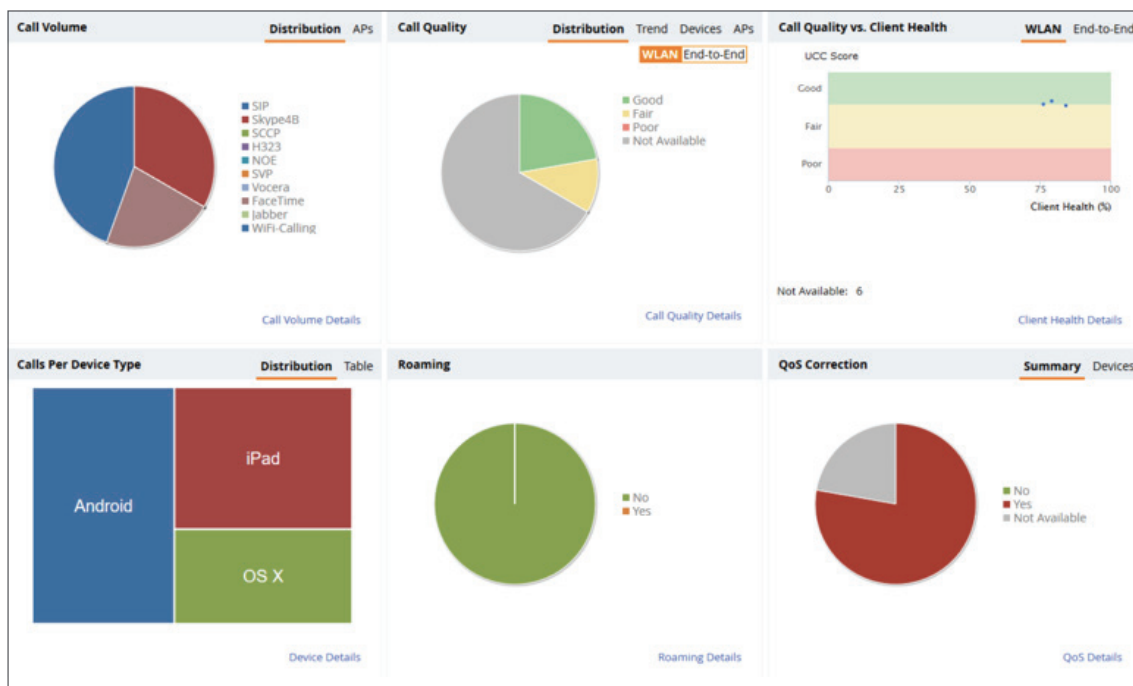 Call Volume
Distribution APs
SIP
Skype4B
SCCP
H323
NOE
SVP
Vocera
FaceTime
Jabber
WiFi-Calling
Call Volume Details
Call Quality
Distribution Trend Devices APs
WLAN End-to-End
Good
Fair
Poor
Not Available
Call Quality Details
Call Quality vs. Client Health
WLAN End-to-End
UCC Score
Good
Fair
Poor
0 25 50 75 100
Client Health (%)
Not Available: 6
Client Health Details
Calls Per Device Type
Distribution Table
Android
iPad
OS X
Device Details
Roaming
No
Yes
Roaming Details
QoS Correction
Summary Devices
No
Yes
Not Available
QoS Details